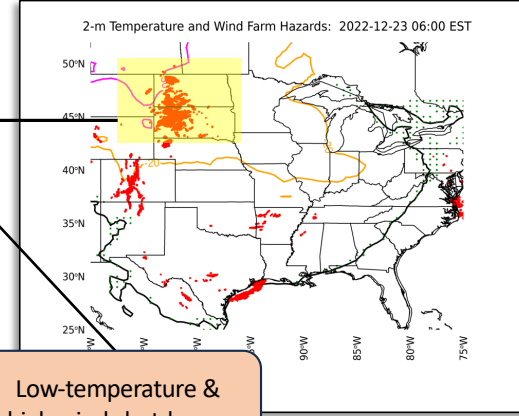 2-m Temperature and Wind Farm Hazards: 2022-12-23 06:00 EST
50°N
45°N
40°N
-20
35°N
30°N
25°N
90°W
85°W
80°W
75°W
Low-temperature &